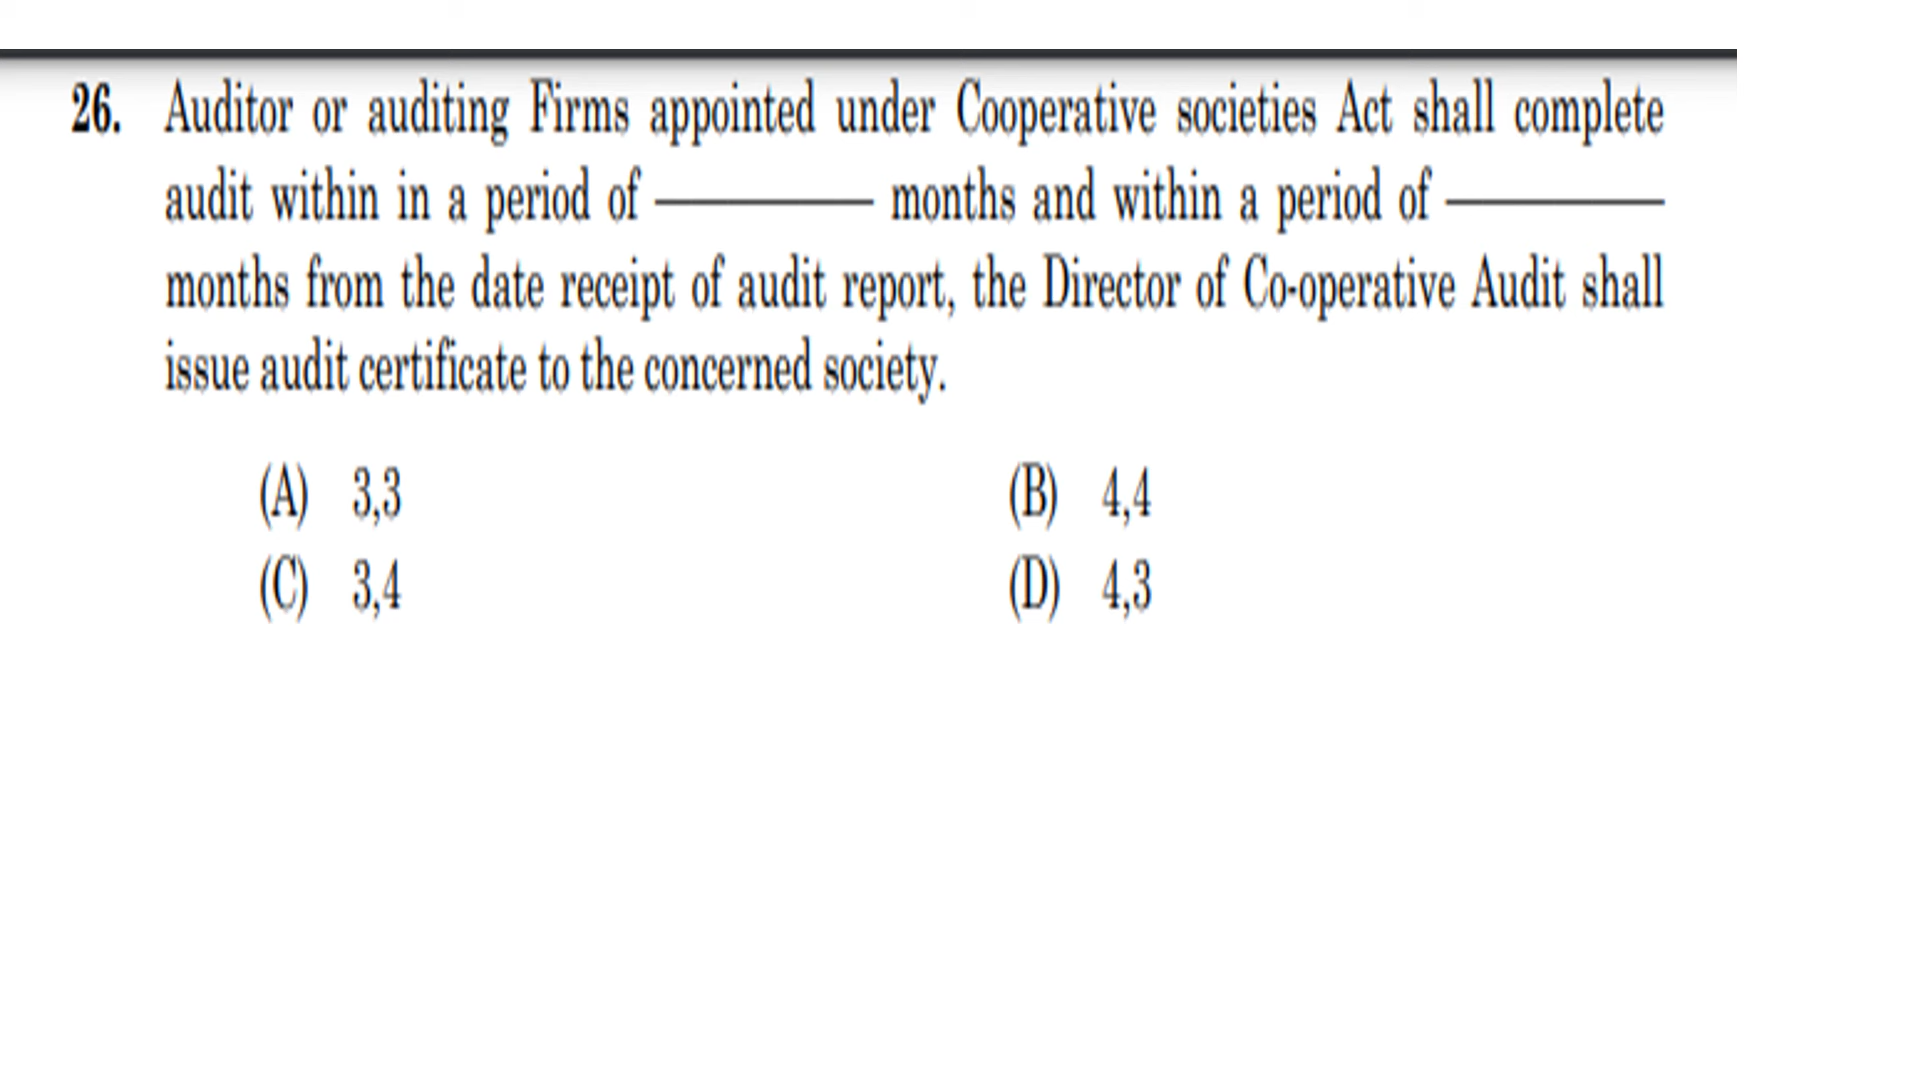 26. Auditor or auditing Firms appointed under Cooperative societies Act shall complete
audit within in a period of ———— months and within a period of ————
months from the date receipt of audit report, the Director of Co-operative Audit shall
issue audit certificate to the concerned society.
(A) 3,3 (B) 4,4
(C) 3,4 (D) 4,3